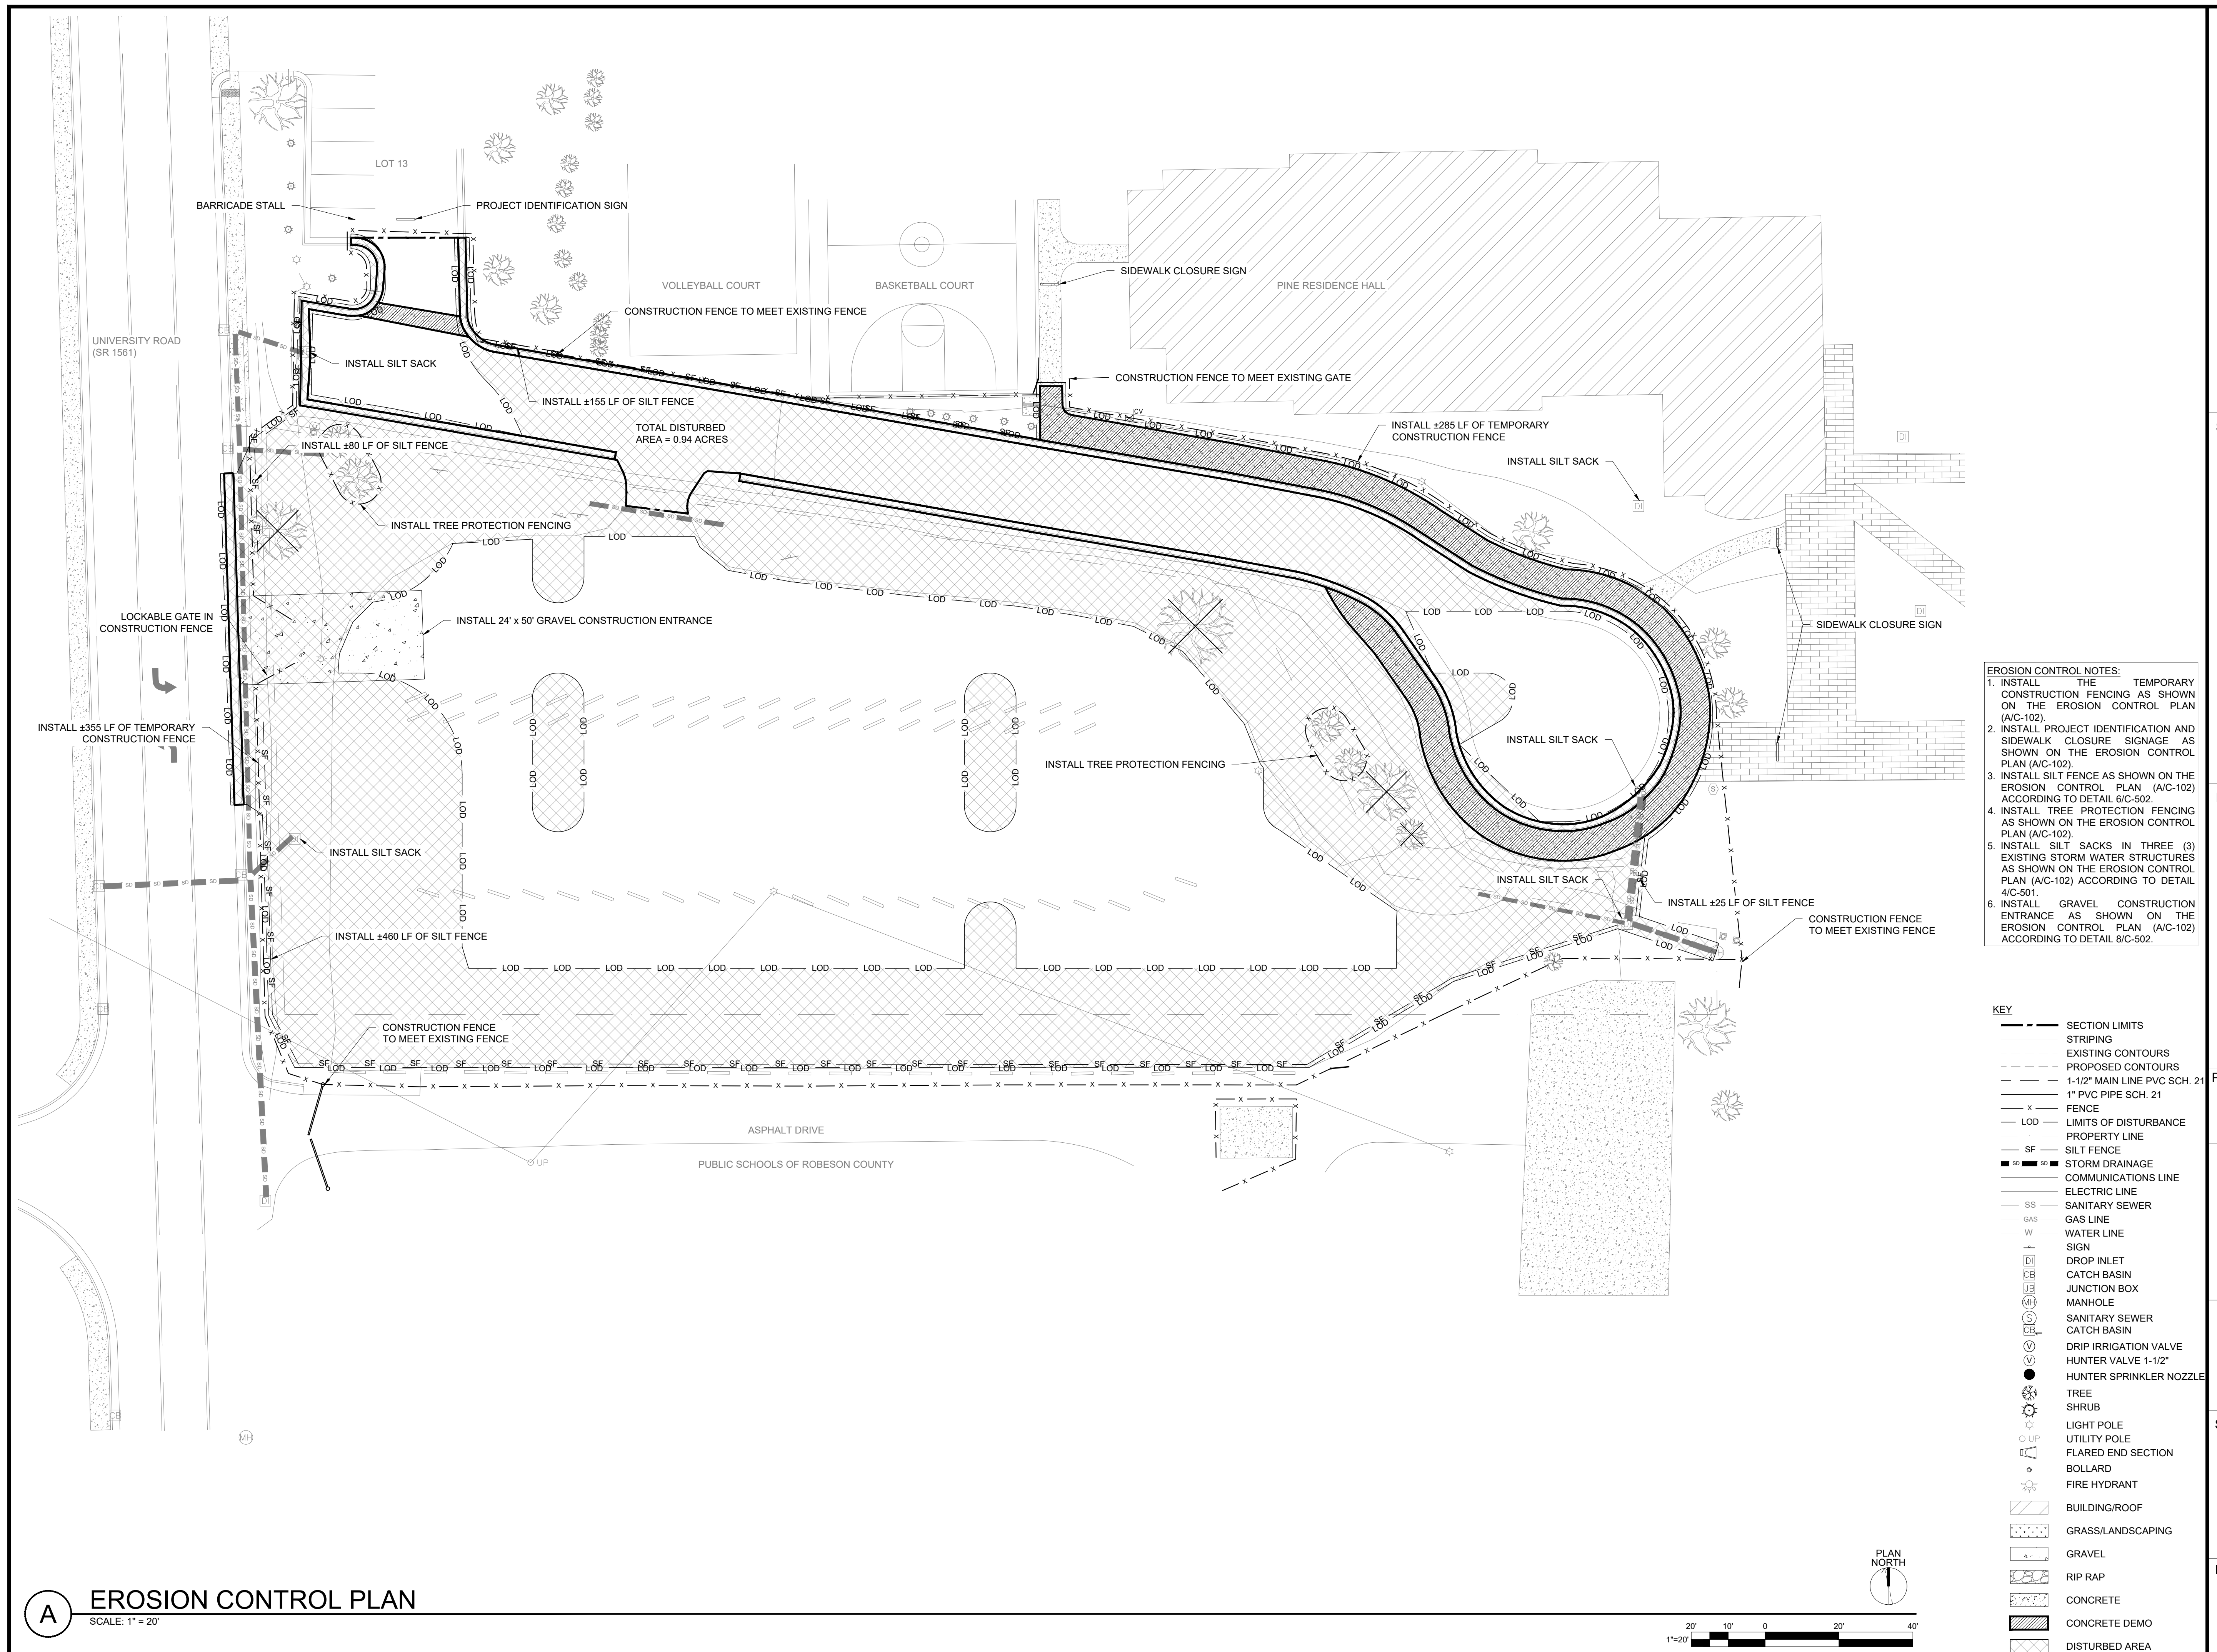 LOT 13
BARRICADE STALL
PROJECT IDENTIFICATION SIGN
SIDEWALK CLOSURE SIGN
VOLLEYBALL COURT
BASKETBALL COURT
PINE RESIDENCE HALL
CONSTRUCTION FENCE TO MEET EXISTING FENCE
UNIVERSITY ROAD
(SR 1561)
INSTALL SILT SACK
CONSTRUCTION FENCE TO MEET EXISTING GATE
INSTALL ±155 LF OF SILT FENCE
ICV
TOTAL DISTURBED
AREA = 0.94 ACRES
INSTALL ±285 LF OF TEMPORARY
CONSTRUCTION FENCE
INSTALL ±80 LF OF SILT FENCE
INSTALL SILT SACK
INSTALL TREE PROTECTION FENCING
LOCKABLE GATE IN
CONSTRUCTION FENCE
INSTALL 24' x 50' GRAVEL CONSTRUCTION ENTRANCE
SIDEWALK CLOSURE SIGN
INSTALL ±355 LF OF TEMPORARY
CONSTRUCTION FENCE
INSTALL SILT SACK
INSTALL TREE PROTECTION FENCING
INSTALL SILT SACK
INSTALL SILT SACK
INSTALL ±25 LF OF SILT FENCE
CONSTRUCTION FENCE
TO MEET EXISTING FENCE
INSTALL ±460 LF OF SILT FENCE
CONSTRUCTION FENCE
TO MEET EXISTING FENCE
ASPHALT DRIVE
UP
PUBLIC SCHOOLS OF ROBESON COUNTY
EROSION CONTROL NOTES:
1. INSTALL THE TEMPORARY
CONSTRUCTION FENCING AS SHOWN
ON THE EROSION CONTROL PLAN
(A/C-102).
2. INSTALL PROJECT IDENTIFICATION AND
SIDEWALK CLOSURE SIGNAGE AS
SHOWN ON THE EROSION CONTROL
PLAN (A/C-102).
3. INSTALL SILT FENCE AS SHOWN ON THE
EROSION CONTROL PLAN (A/C-102)
ACCORDING TO DETAIL 6/C-502.
4. INSTALL TREE PROTECTION FENCING
AS SHOWN ON THE EROSION CONTROL
PLAN (A/C-102).
5. INSTALL SILT SACKS IN THREE (3)
EXISTING STORM WATER STRUCTURES
AS SHOWN ON THE EROSION CONTROL
PLAN (A/C-102) ACCORDING TO DETAIL
4/C-501.
6. INSTALL GRAVEL CONSTRUCTION
ENTRANCE AS SHOWN ON THE
EROSION CONTROL PLAN (A/C-102)
ACCORDING TO DETAIL 8/C-502.
KEY
SECTION LIMITS
STRIPING
EXISTING CONTOURS
PROPOSED CONTOURS
1-1/2" MAIN LINE PVC SCH. 21
1" PVC PIPE SCH. 21
X FENCE
LOD LIMITS OF DISTURBANCE
PROPERTY LINE
SF SILT FENCE
SD SD STORM DRAINAGE
COMMUNICATIONS LINE
ELECTRIC LINE
SS SANITARY SEWER
GAS GAS LINE
W WATER LINE
SIGN
DI DROP INLET
CB CATCH BASIN
JB JUNCTION BOX
MH MANHOLE
S SANITARY SEWER
CB CATCH BASIN
V DRIP IRRIGATION VALVE
V HUNTER VALVE 1-1/2"
HUNTER SPRINKLER NOZZLE
TREE
SHRUB
LIGHT POLE
UP UTILITY POLE
FLARED END SECTION
BOLLARD
FIRE HYDRANT
BUILDING/ROOF
GRASS/LANDSCAPING
GRAVEL
RIP RAP
CONCRETE
CONCRETE DEMO
DISTURBED AREA
PLAN
NORTH
A EROSION CONTROL PLAN
SCALE: 1" = 20'
20' 10' 0 20' 40'
1"=20'